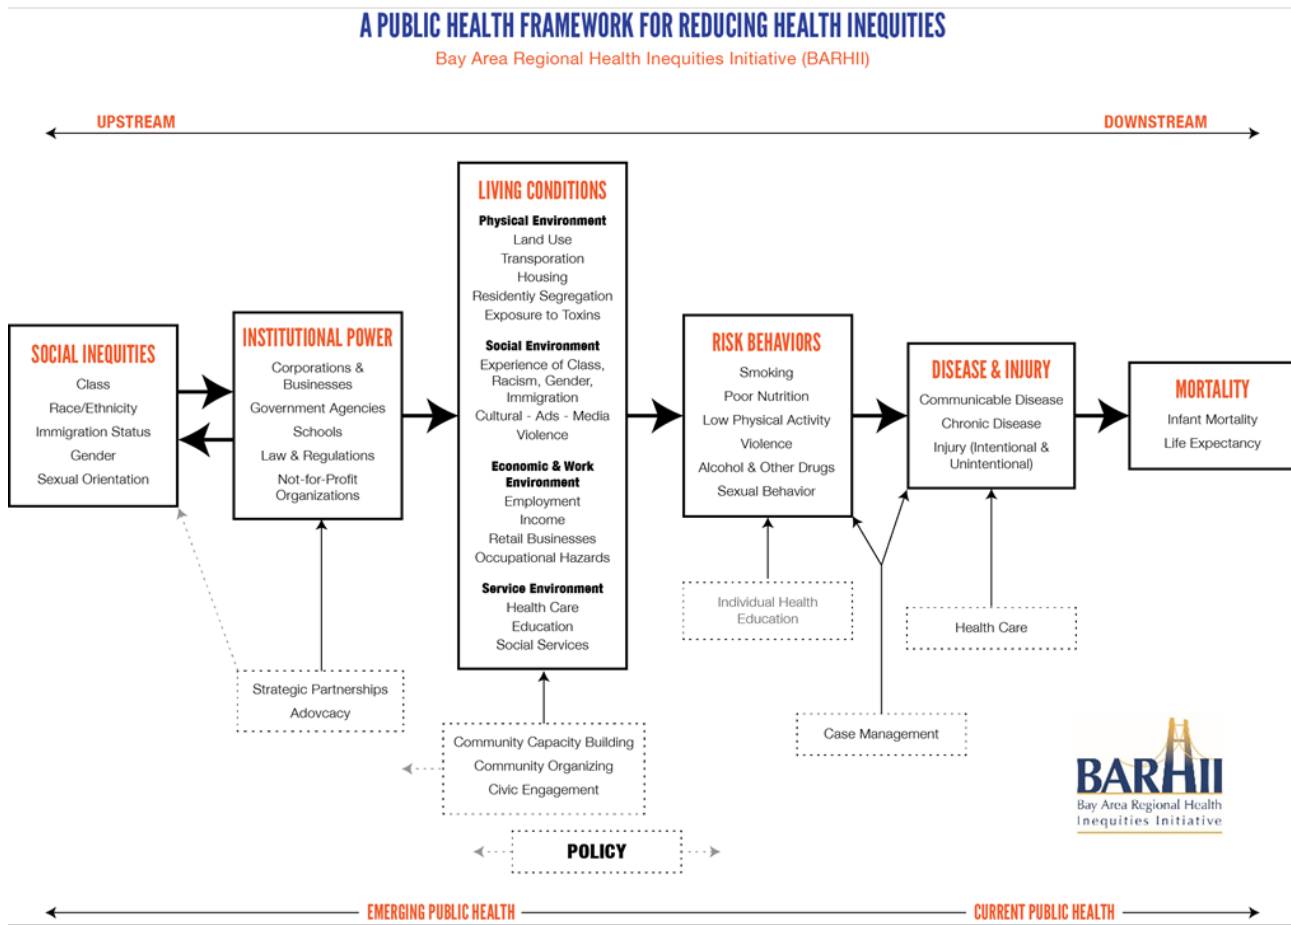 A PUBLIC HEALTH FRAMEWORK FOR REDUCING HEALTH INEQUITIES
Bay Area Regional Health Inequities Initiative (BARHII)
UPSTREAM
DOWNSTREAM
SOCIAL INEQUITIES
Class
Race/Ethnicity
Immigration Status
Gender
Sexual Orientation
INSTITUTIONAL POWER
Corporations &
Businesses
Government Agencies
Schools
Law & Regulations
Not-for-Profit
Organizations
Strategic Partnerships
Adovcacy
LIVING CONDITIONS
Physical Environment
Land Use
Transporation
Housing
Residentiy Segregation
Exposure to Toxins
Social Environment
Experience of Class,
Racism, Gender,
Immigration
Cultural - Ads - Media
Violence
Economic & Work
Environment
Employment
Income
Retail Businesses
Occupational Hazards
Service Environment
Health Care
Education
Social Services
Community Capacity Building
Community Organizing
Civic Engagement
POLICY
RISK BEHAVIORS
Smoking
Poor Nutrition
Low Physical Activity
Violence
Alcohol & Other Drugs
Sexual Behavior
Individual Health
Education
Case Management
DISEASE & INJURY
Communicable Disease
Chronic Disease
Injury (Intentional &
Unintentional)
Health Care
MORTALITY
Infant Mortality
Life Expectancy
BARHII
Bay Area Regional Health
Inequities Initiative
EMERGING PUBLIC HEALTH
CURRENT PUBLIC HEALTH